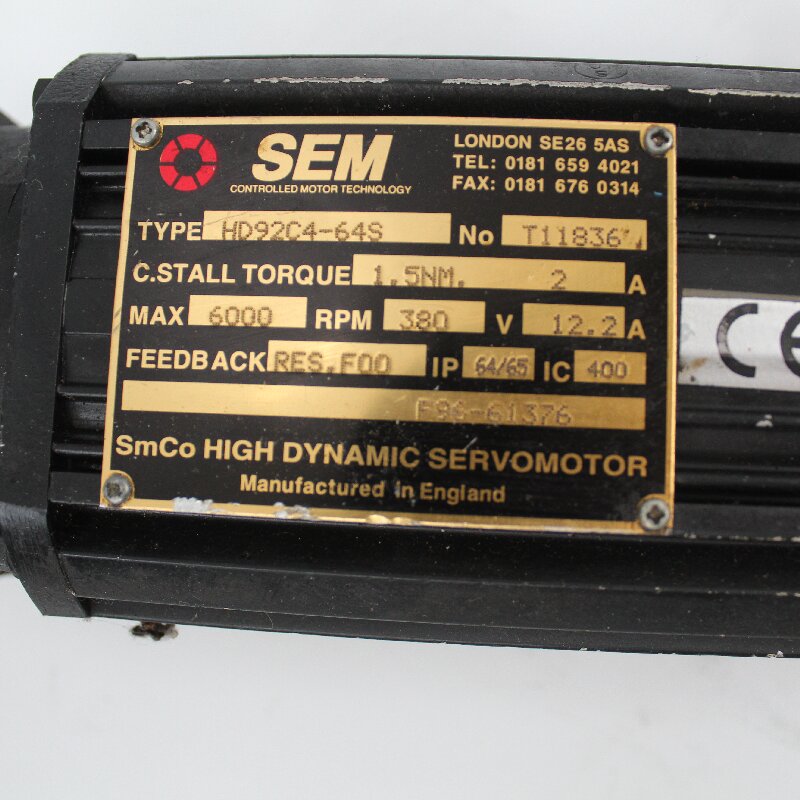 SEM
CONTROLLED MOTOR TECHNOLOGY
LONDON SE26 5AS
TEL: 0181 659 4021
FAX: 0181 676 0314
TYPE HD92C4-64S No
C.STALL TORQUE 1.5NM. 2 A
MAX 6000 RPM 380 V 12.2 A
FEEDBACK RES.F00 IP 64/65 IC 400
F96-61376
SmCo HIGH DYNAMIC SERVOMOTOR
Manufactured in England
CE